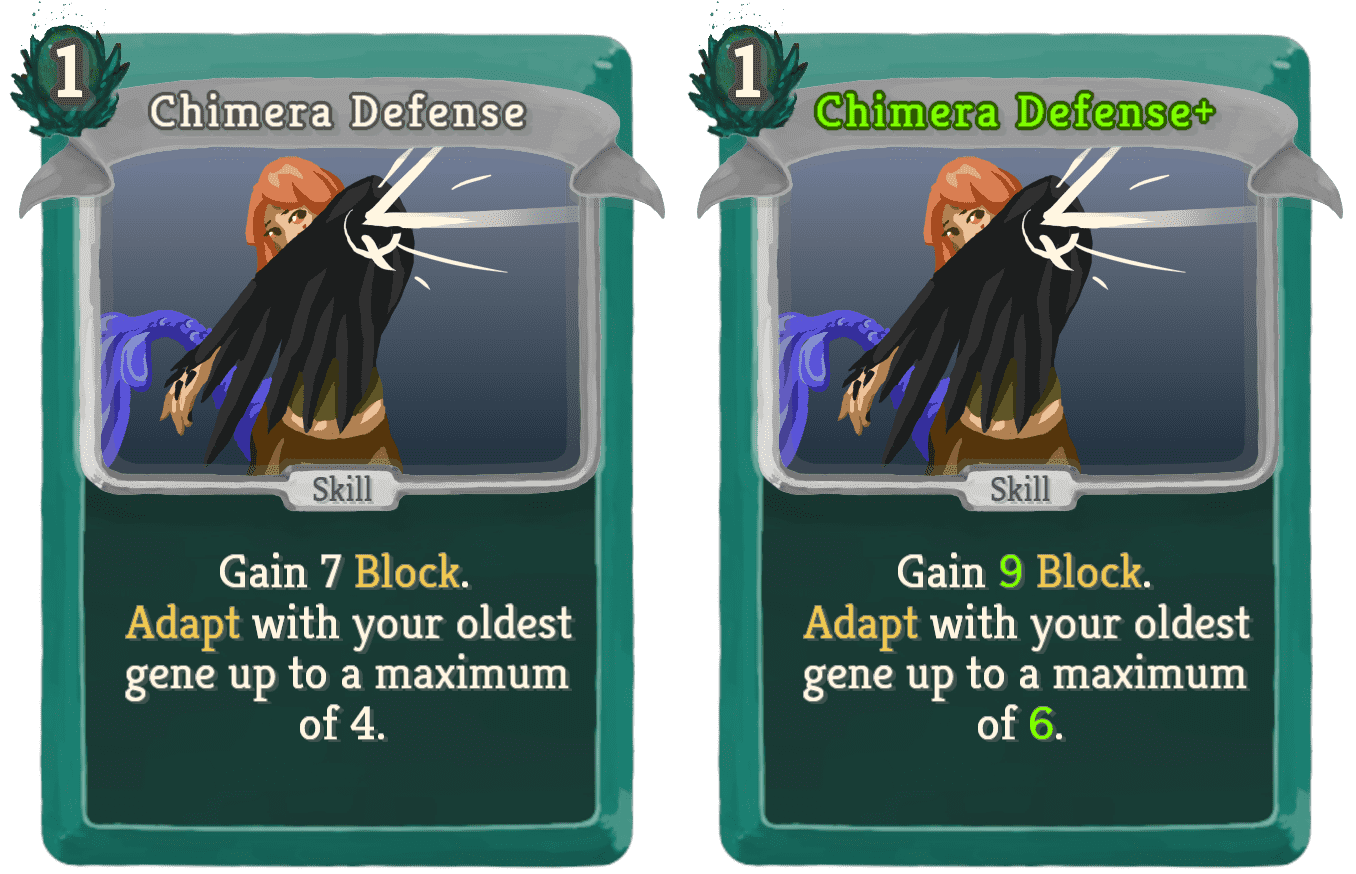 1
Chimera Defense
Skill
Gain 7 Block.
Adapt with your oldest
gene up to a maximum
of 4.
1
Chimera Defense+
Skill
Gain 9 Block.
Adapt with your oldest
gene up to a maximum
of 6.